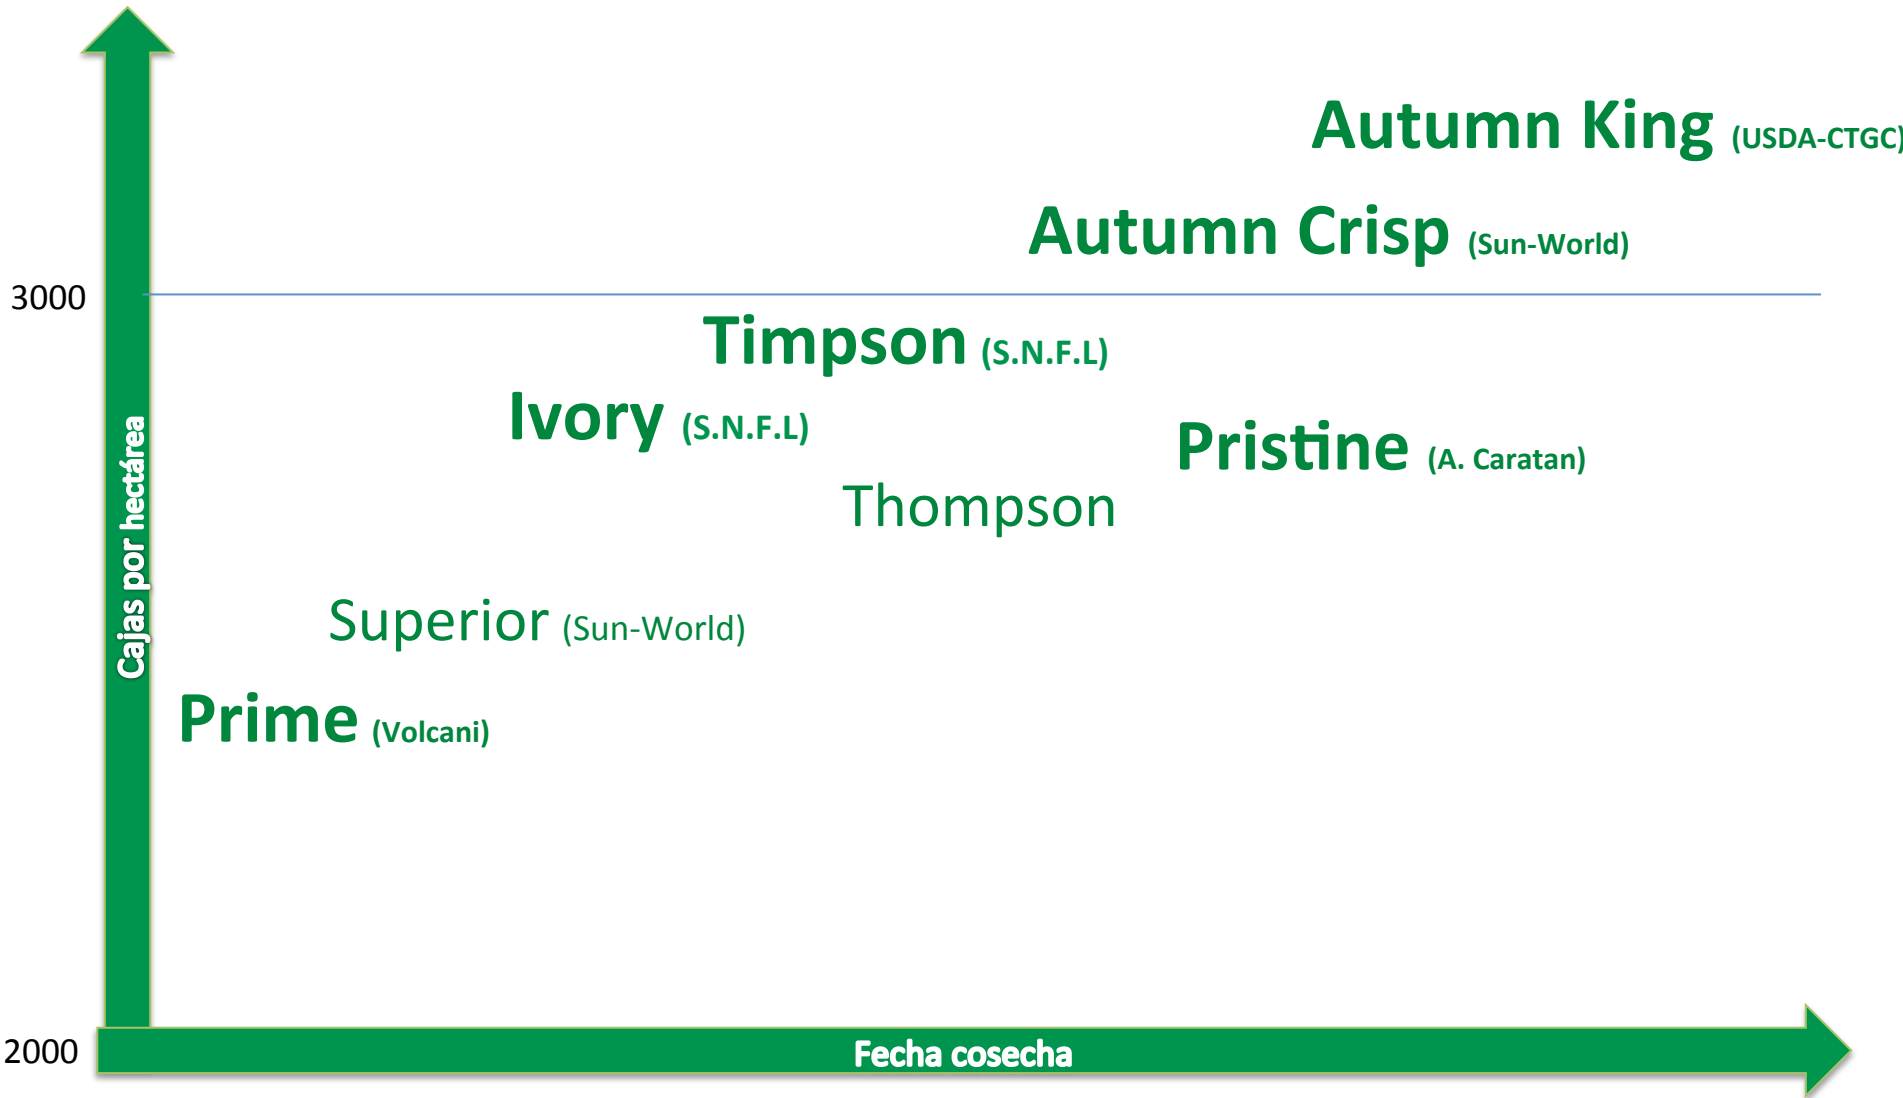 Autumn King (USDA-CTGC)
Autumn Crisp (Sun-World)
3000
Timpson (S.N.F.L)
Ivory (S.N.F.L)
Pristine (A. Caratan)
Thompson
Cajas por hectárea
Superior (Sun-World)
Prime (Volcani)
2000
Fecha cosecha